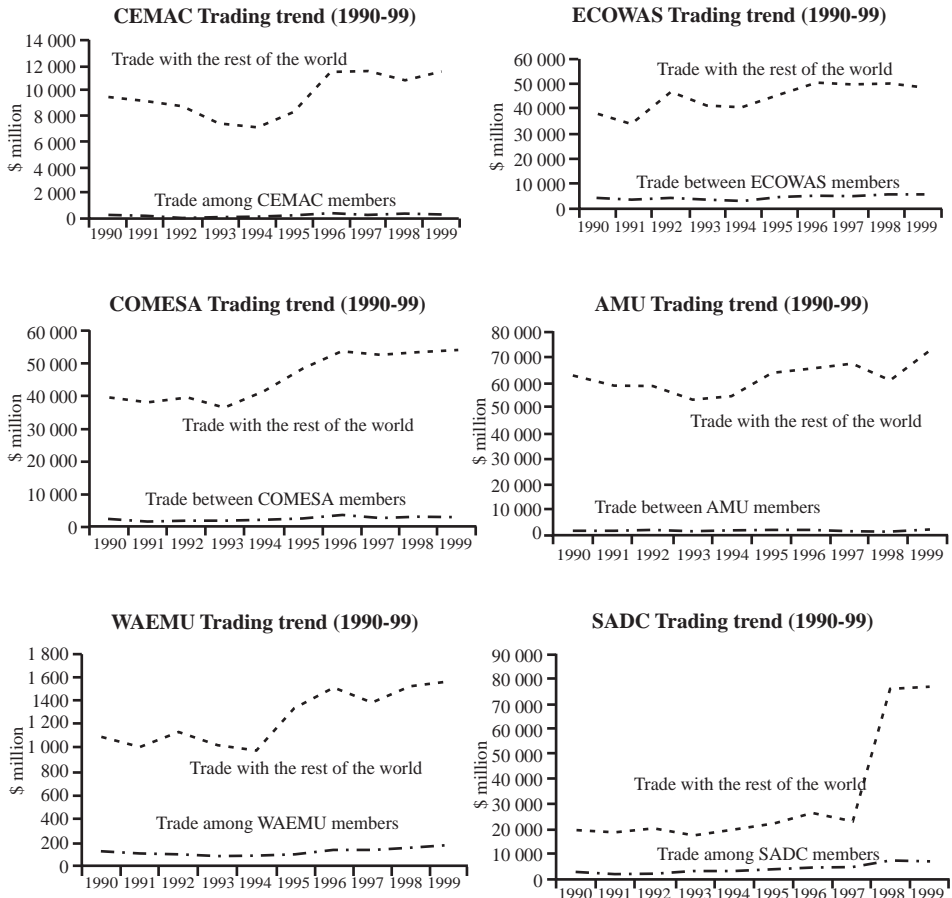 CEMAC Trading trend (1990-99)
14 000
12 000
10 000
8 000
6 000
4 000
2 000
0
$ million
Trade with the rest of the world
Trade among CEMAC members
1990 1991 1992 1993 1994 1995 1996 1997 1998 1999
ECOWAS Trading trend (1990-99)
60 000
50 000
40 000
30 000
20 000
10 000
0
$ million
Trade with the rest of the world
Trade between ECOWAS members
1990 1991 1992 1993 1994 1995 1996 1997 1998 1999
COMESA Trading trend (1990-99)
60 000
50 000
40 000
30 000
20 000
10 000
0
$ million
Trade with the rest of the world
Trade between COMESA members
1990 1991 1992 1993 1994 1995 1996 1997 1998 1999
AMU Trading trend (1990-99)
80 000
70 000
60 000
50 000
40 000
30 000
20 000
10 000
0
$ million
Trade with the rest of the world
Trade between AMU members
1990 1991 1992 1993 1994 1995 1996 1997 1998 1999
WAEMU Trading trend (1990-99)
1 800
1 600
1400
1 200
1 000
800
600
400
200
0
$ million
Trade with the rest of the world
Trade among WAEMU members
1990 1991 1992 1993 1994 1995 1996 1997 1998 1999
SADC Trading trend (1990-99)
90 000
80 000
70 000
60 000
50 000
40 000
30 000
20 000
10 000
0
$ million
Trade with the rest of the world
Trade among SADC members
1990 1991 1992 1993 1994 1995 1996 1997 1998 1999